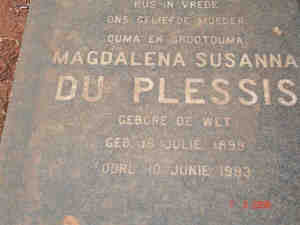 RUS IN VREDE
ONS GELIEFDE MOEDER
OUMA EN GROOTOUMA
MAGDALENA SUSANNA
DU PLESSIS
GEBORE DE WET
GEB. 18 JULIE 1899
OORL. 10 JUNIE 1983